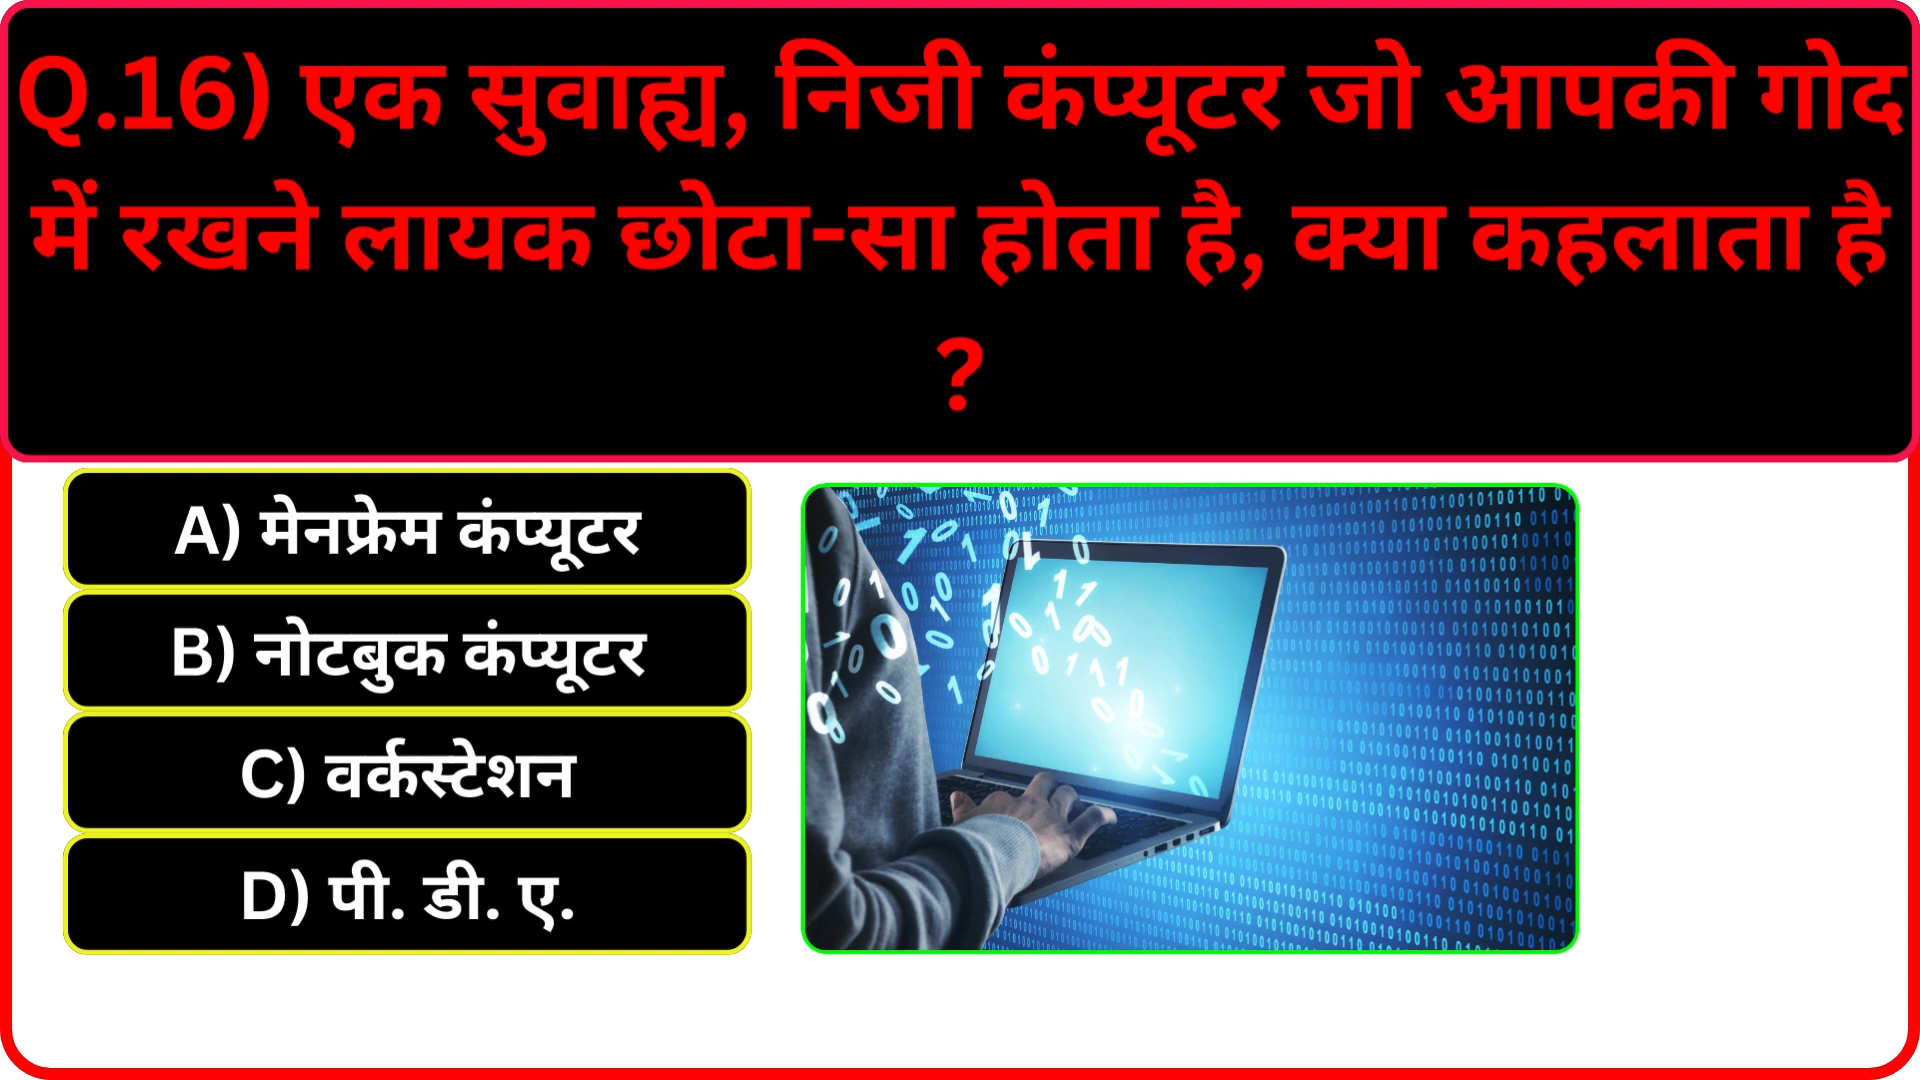 Q.16) एक सुवाह्य, निजी कंप्यूटर जो आपकी गोद
में रखने लायक छोटा-सा होता है, क्या कहलाता है
?
A) मेनफ्रेम कंप्यूटर
B) नोटबुक कंप्यूटर
C) वर्कस्टेशन
D) पी. डी. ए.